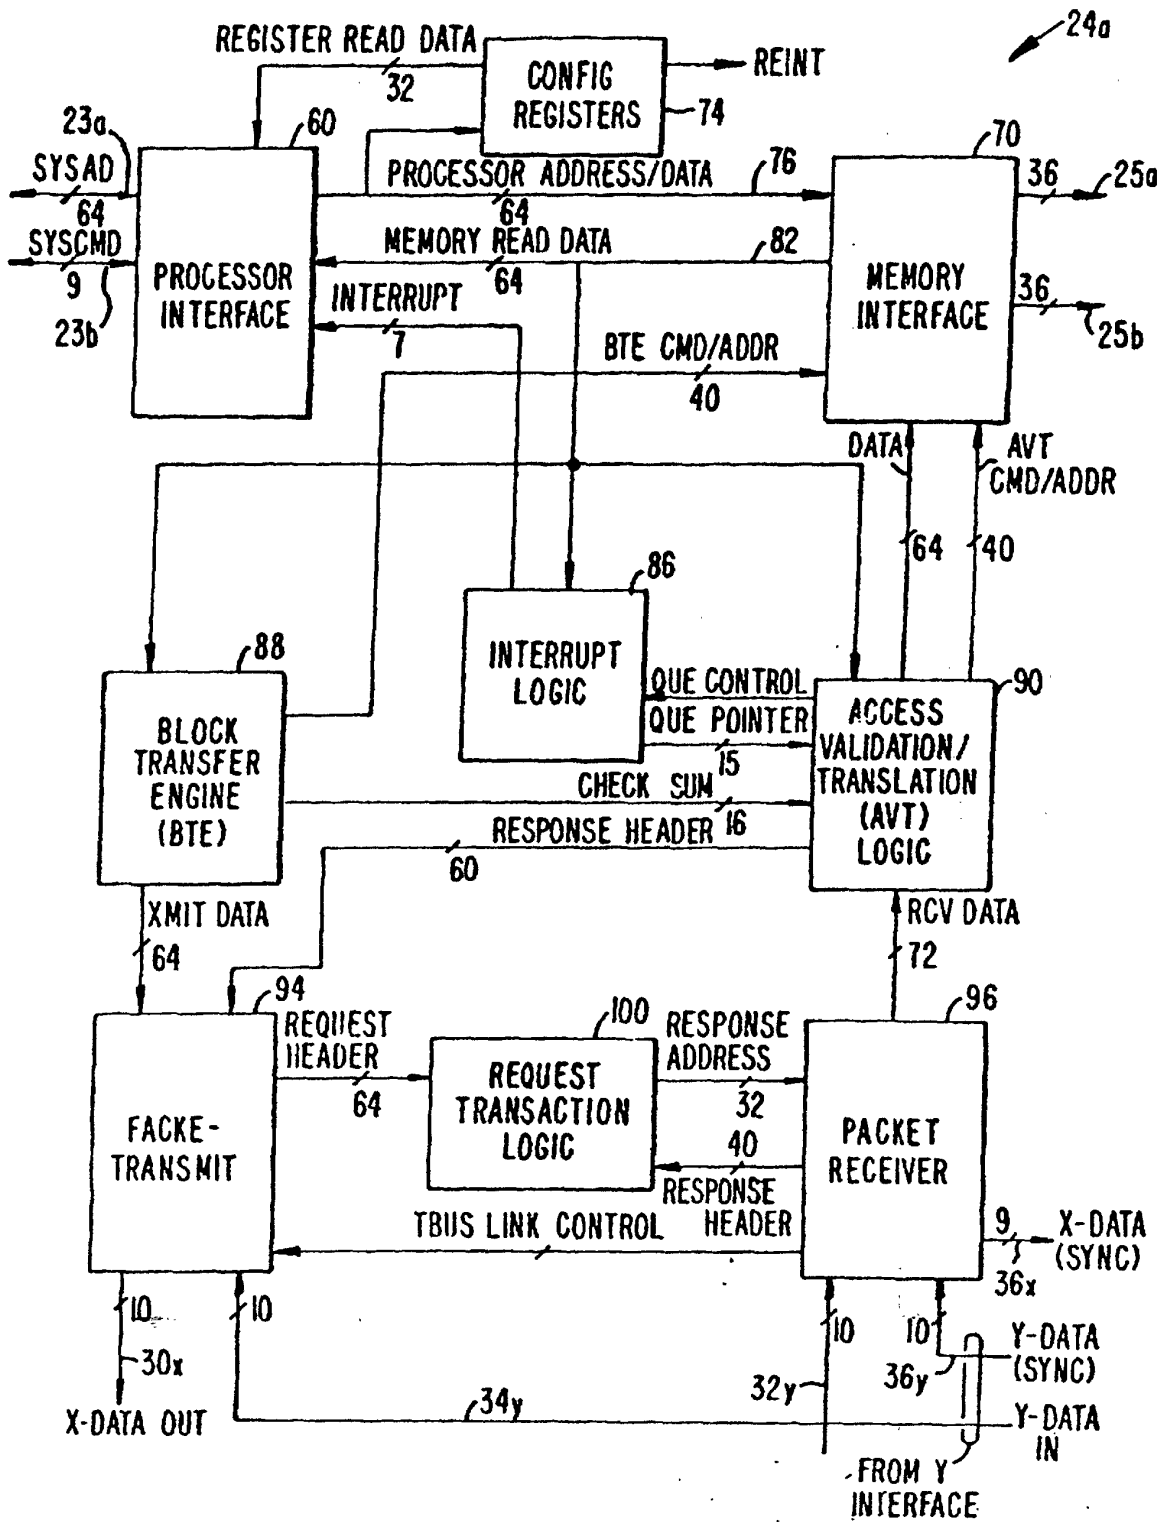 24a
REGISTER READ DATA
32
CONFIG
REGISTERS
REINT
74
23a
60
70
SYSAD
64
PROCESSOR ADDRESS/DATA
64
76
36
25a
SYSCMD
9
23b
PROCESSOR
INTERFACE
MEMORY READ DATA
64
82
MEMORY
INTERFACE
36
25b
INTERRUPT
7
BTE CMD/ADDR
40
DATA
64
AVT
CMD/ADDR
40
86
INTERRUPT
LOGIC
88
BLOCK
TRANSFER
ENGINE
(BTE)
QUE CONTROL
QUE POINTER
15
90
ACCESS
VALIDATION/
TRANSLATION
(AVT)
LOGIC
CHECK SUM
16
RESPONSE HEADER
60
XMIT DATA
64
RCV DATA
72
94
FACKE-
TRANSMIT
REQUEST
HEADER
64
100
REQUEST
TRANSACTION
LOGIC
RESPONSE
ADDRESS
32
96
PACKET
RECEIVER
40
RESPONSE
HEADER
TBUS LINK CONTROL
9
X-DATA
(SYNC)
36x
10
10
10
10
30x
X-DATA OUT
34y
32y
36y
Y-DATA
(SYNC)
Y-DATA
IN
FROM Y
INTERFACE